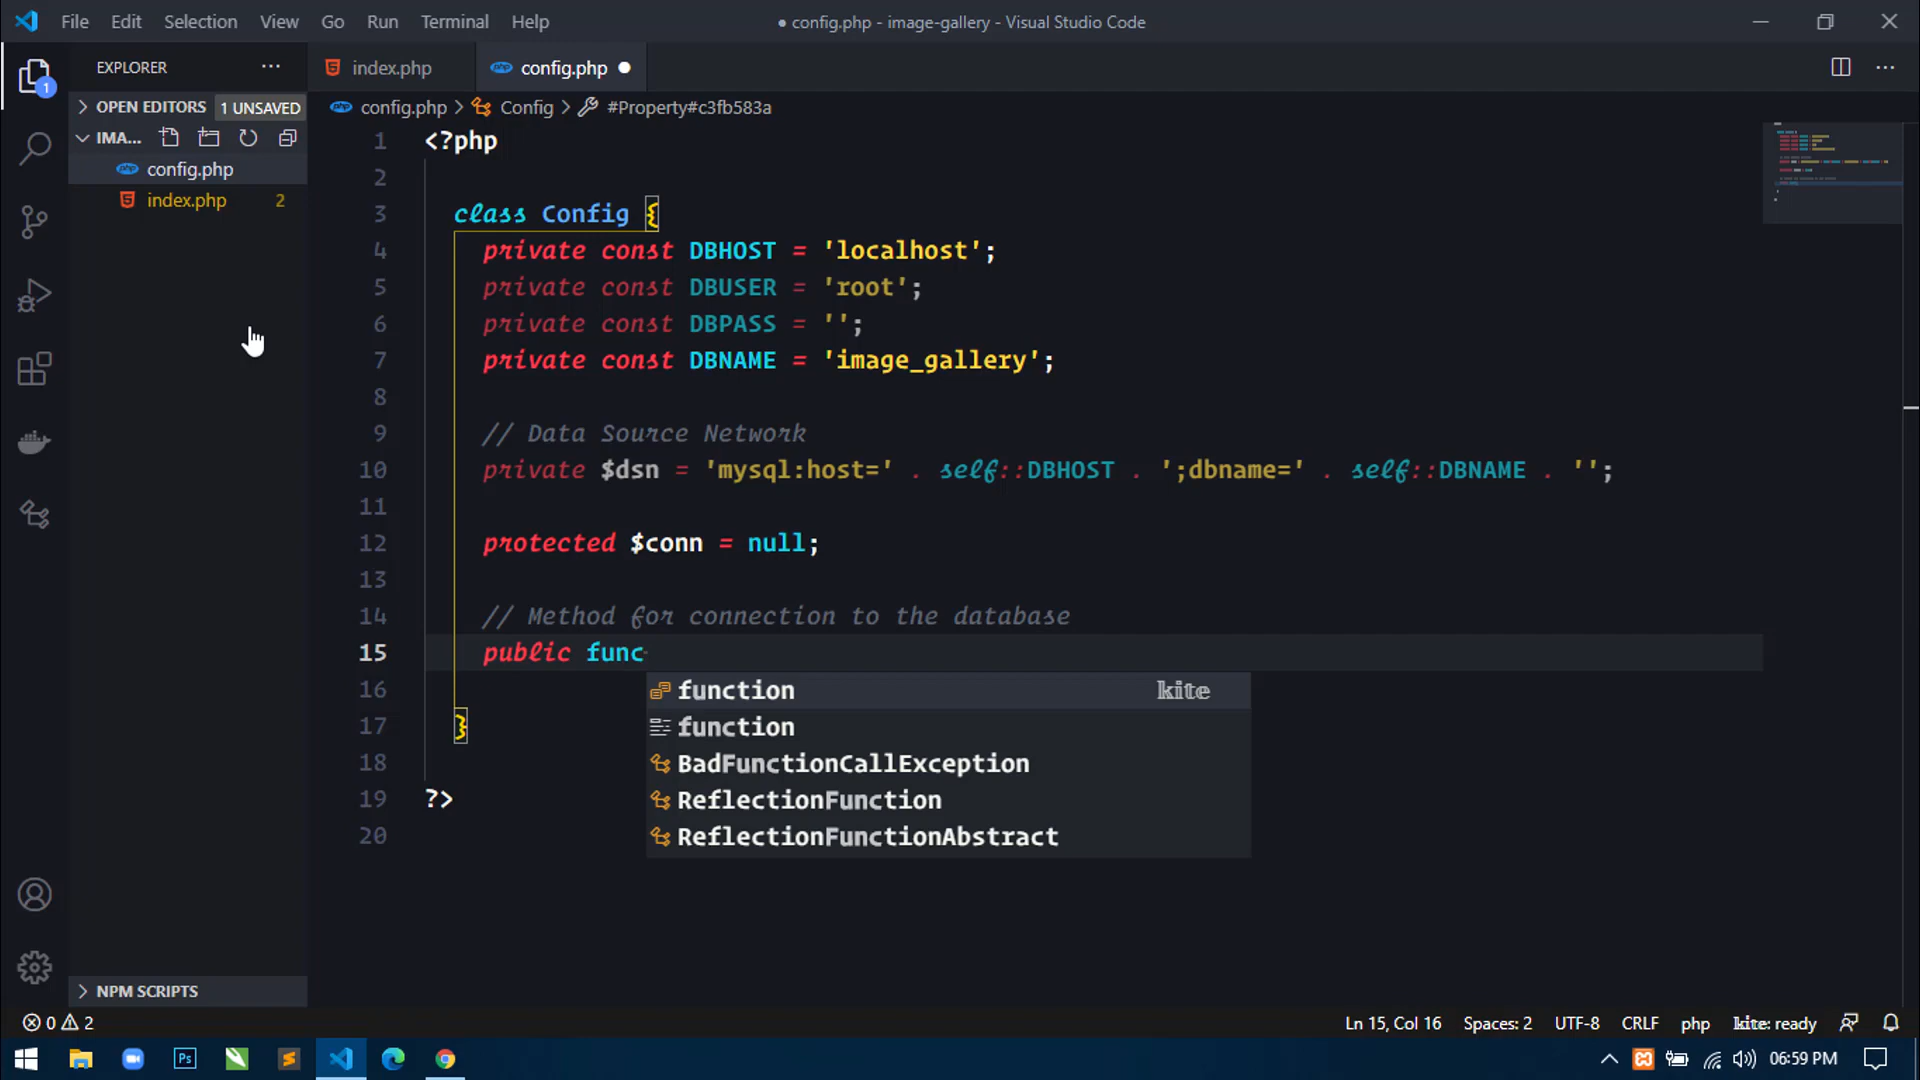 File Edit Selection View Go Run Terminal Help ● config.php - image-gallery - Visual Studio Code
EXPLORER ···
index.php
config.php ●
OPEN EDITORS 1 UNSAVED
IMA...
config.php
index.php 2
1
config.php > Config > #Property#c3fb583a
1 <?php
2
3 class Config {
4 private const DBHOST = 'localhost';
5 private const DBUSER = 'root';
6 private const DBPASS = '';
7 private const DBNAME = 'image_gallery';
8
9 // Data Source Network
10 private $dsn = 'mysql:host=' . self::DBHOST . ';dbname=' . self::DBNAME . '';
11
12 protected $conn = null;
13
14 // Method for connection to the database
15 public func
16
17 }
18
19 ?>
20
function kite
function
BadFunctionCallException
ReflectionFunction
ReflectionFunctionAbstract
NPM SCRIPTS
0 2
Ln 15, Col 16 Spaces: 2 UTF-8 CRLF php kite: ready
Ps
06:59 PM